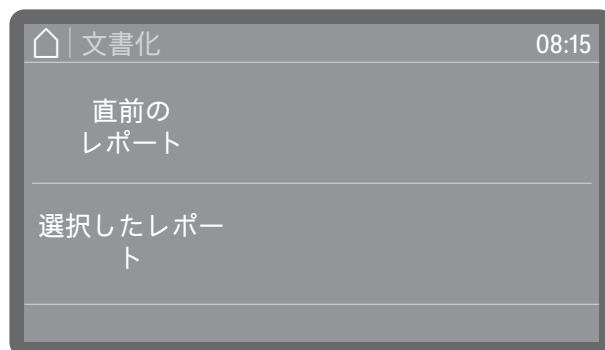 文書化 08:15
直前の
レポート
選択したレポー
ト